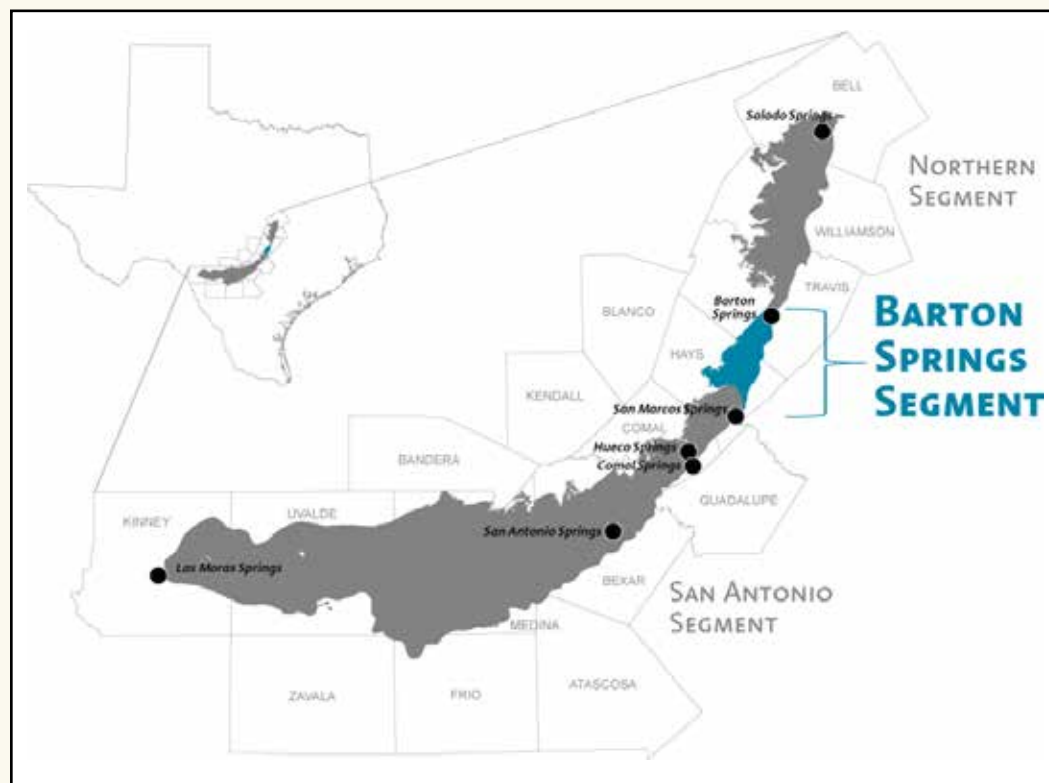 BELL
Salado Springs
NORTHERN
SEGMENT
WILLIAMSON
TRAVIS
Barton
Springs
BLANCO
BARTON
SPRINGS
SEGMENT
HAYS
KENDALL
San Marcos Springs
COMAL
Hueco Springs
Comal Springs
BANDERA
GUADALUPE
KINNEY
UVALDE
San Antonio Springs
Las Moras Springs
BEXAR
SAN ANTONIO
SEGMENT
MEDINA
ZAVALA
FRIO
ATASCOSA